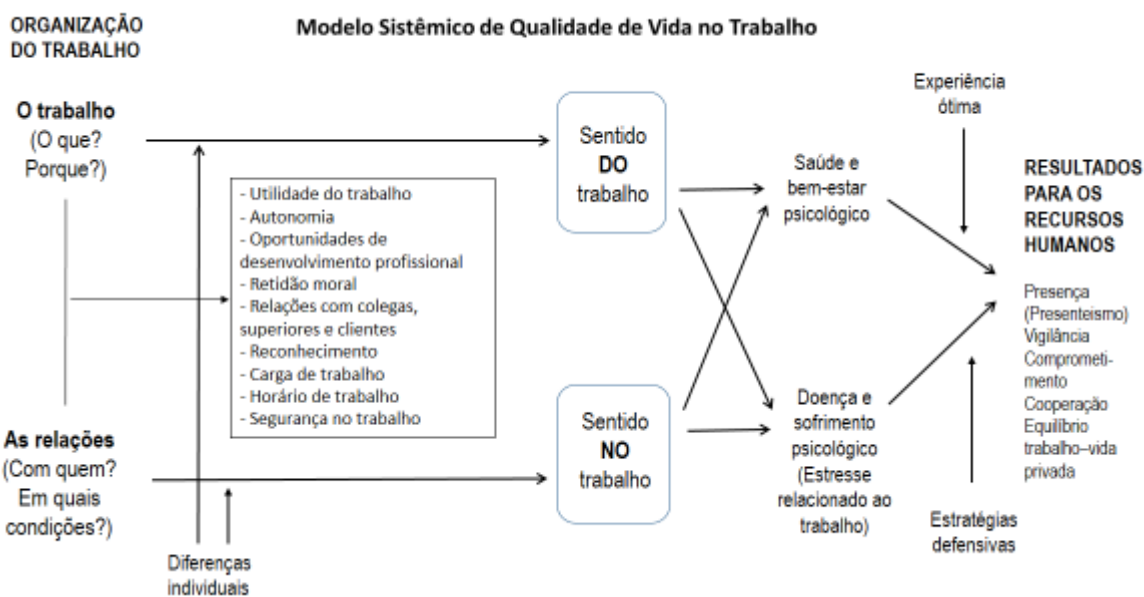 Modelo Sistêmico de Qualidade de Vida no Trabalho
ORGANIZAÇÃO
DO TRABALHO
O trabalho
(O que?
Porque?)
As relações
(Com quem?
Em quais
condições?)
- Utilidade do trabalho
- Autonomia
- Oportunidades de
desenvolvimento profissional
- Retidão moral
- Relações com colegas,
superiores e clientes
- Reconhecimento
- Carga de trabalho
- Horário de trabalho
- Segurança no trabalho
Diferenças
individuais
Sentido
DO
trabalho
Sentido
NO
trabalho
Saúde e
bem-estar
psicológico
Doença e
sofrimento
psicológico
(Estresse
relacionado ao
trabalho)
Experiência
ótima
Estratégias
defensivas
RESULTADOS
PARA OS
RECURSOS
HUMANOS
Presença
(Presenteismo)
Vigilância
Comprometi-
mento
Cooperação
Equilíbrio
trabalho–vida
privada